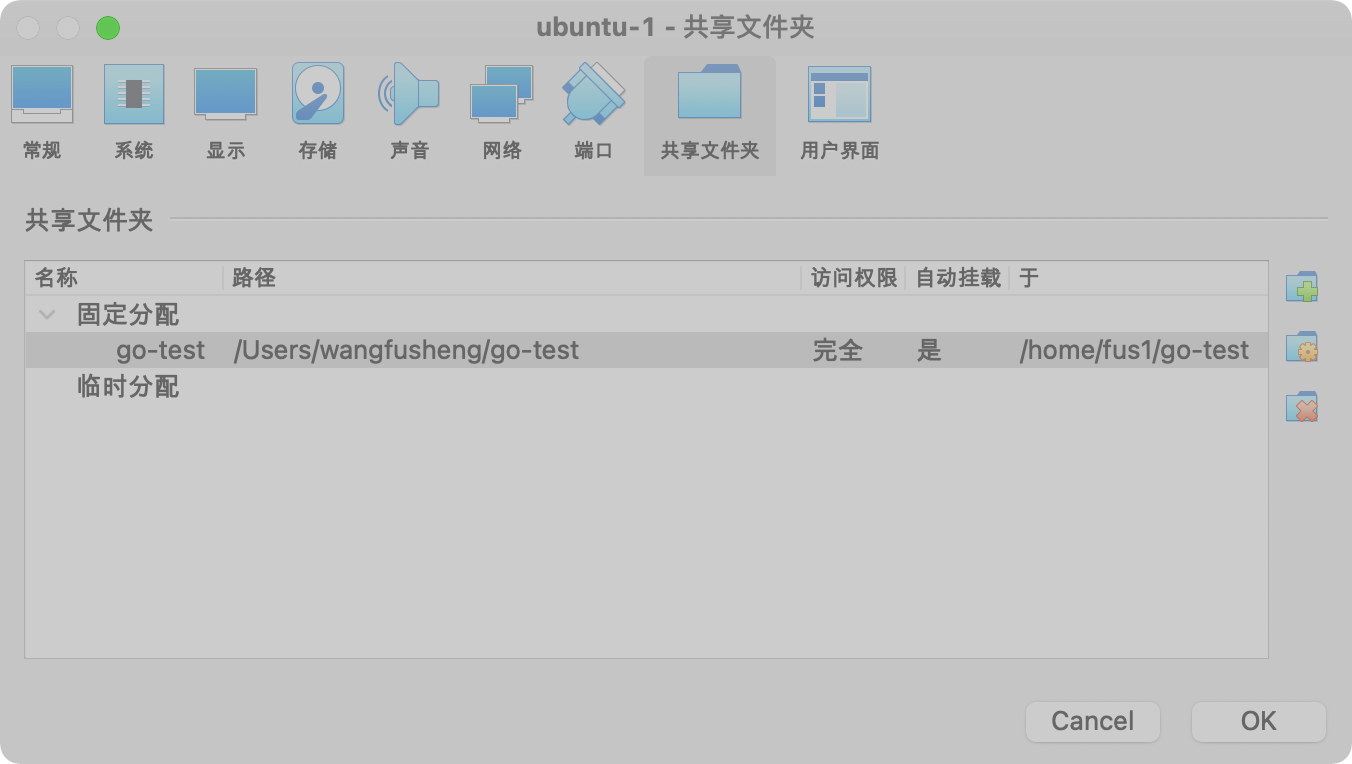 ubuntu-1 - 共享文件夹
常规 系统 显示 存储 声音 网络 端口 共享文件夹 用户界面
共享文件夹
名称 路径 访问权限 自动挂载 于
固定分配
go-test /Users/wangfusheng/go-test 完全 是 /home/fus1/go-test
临时分配
Cancel OK